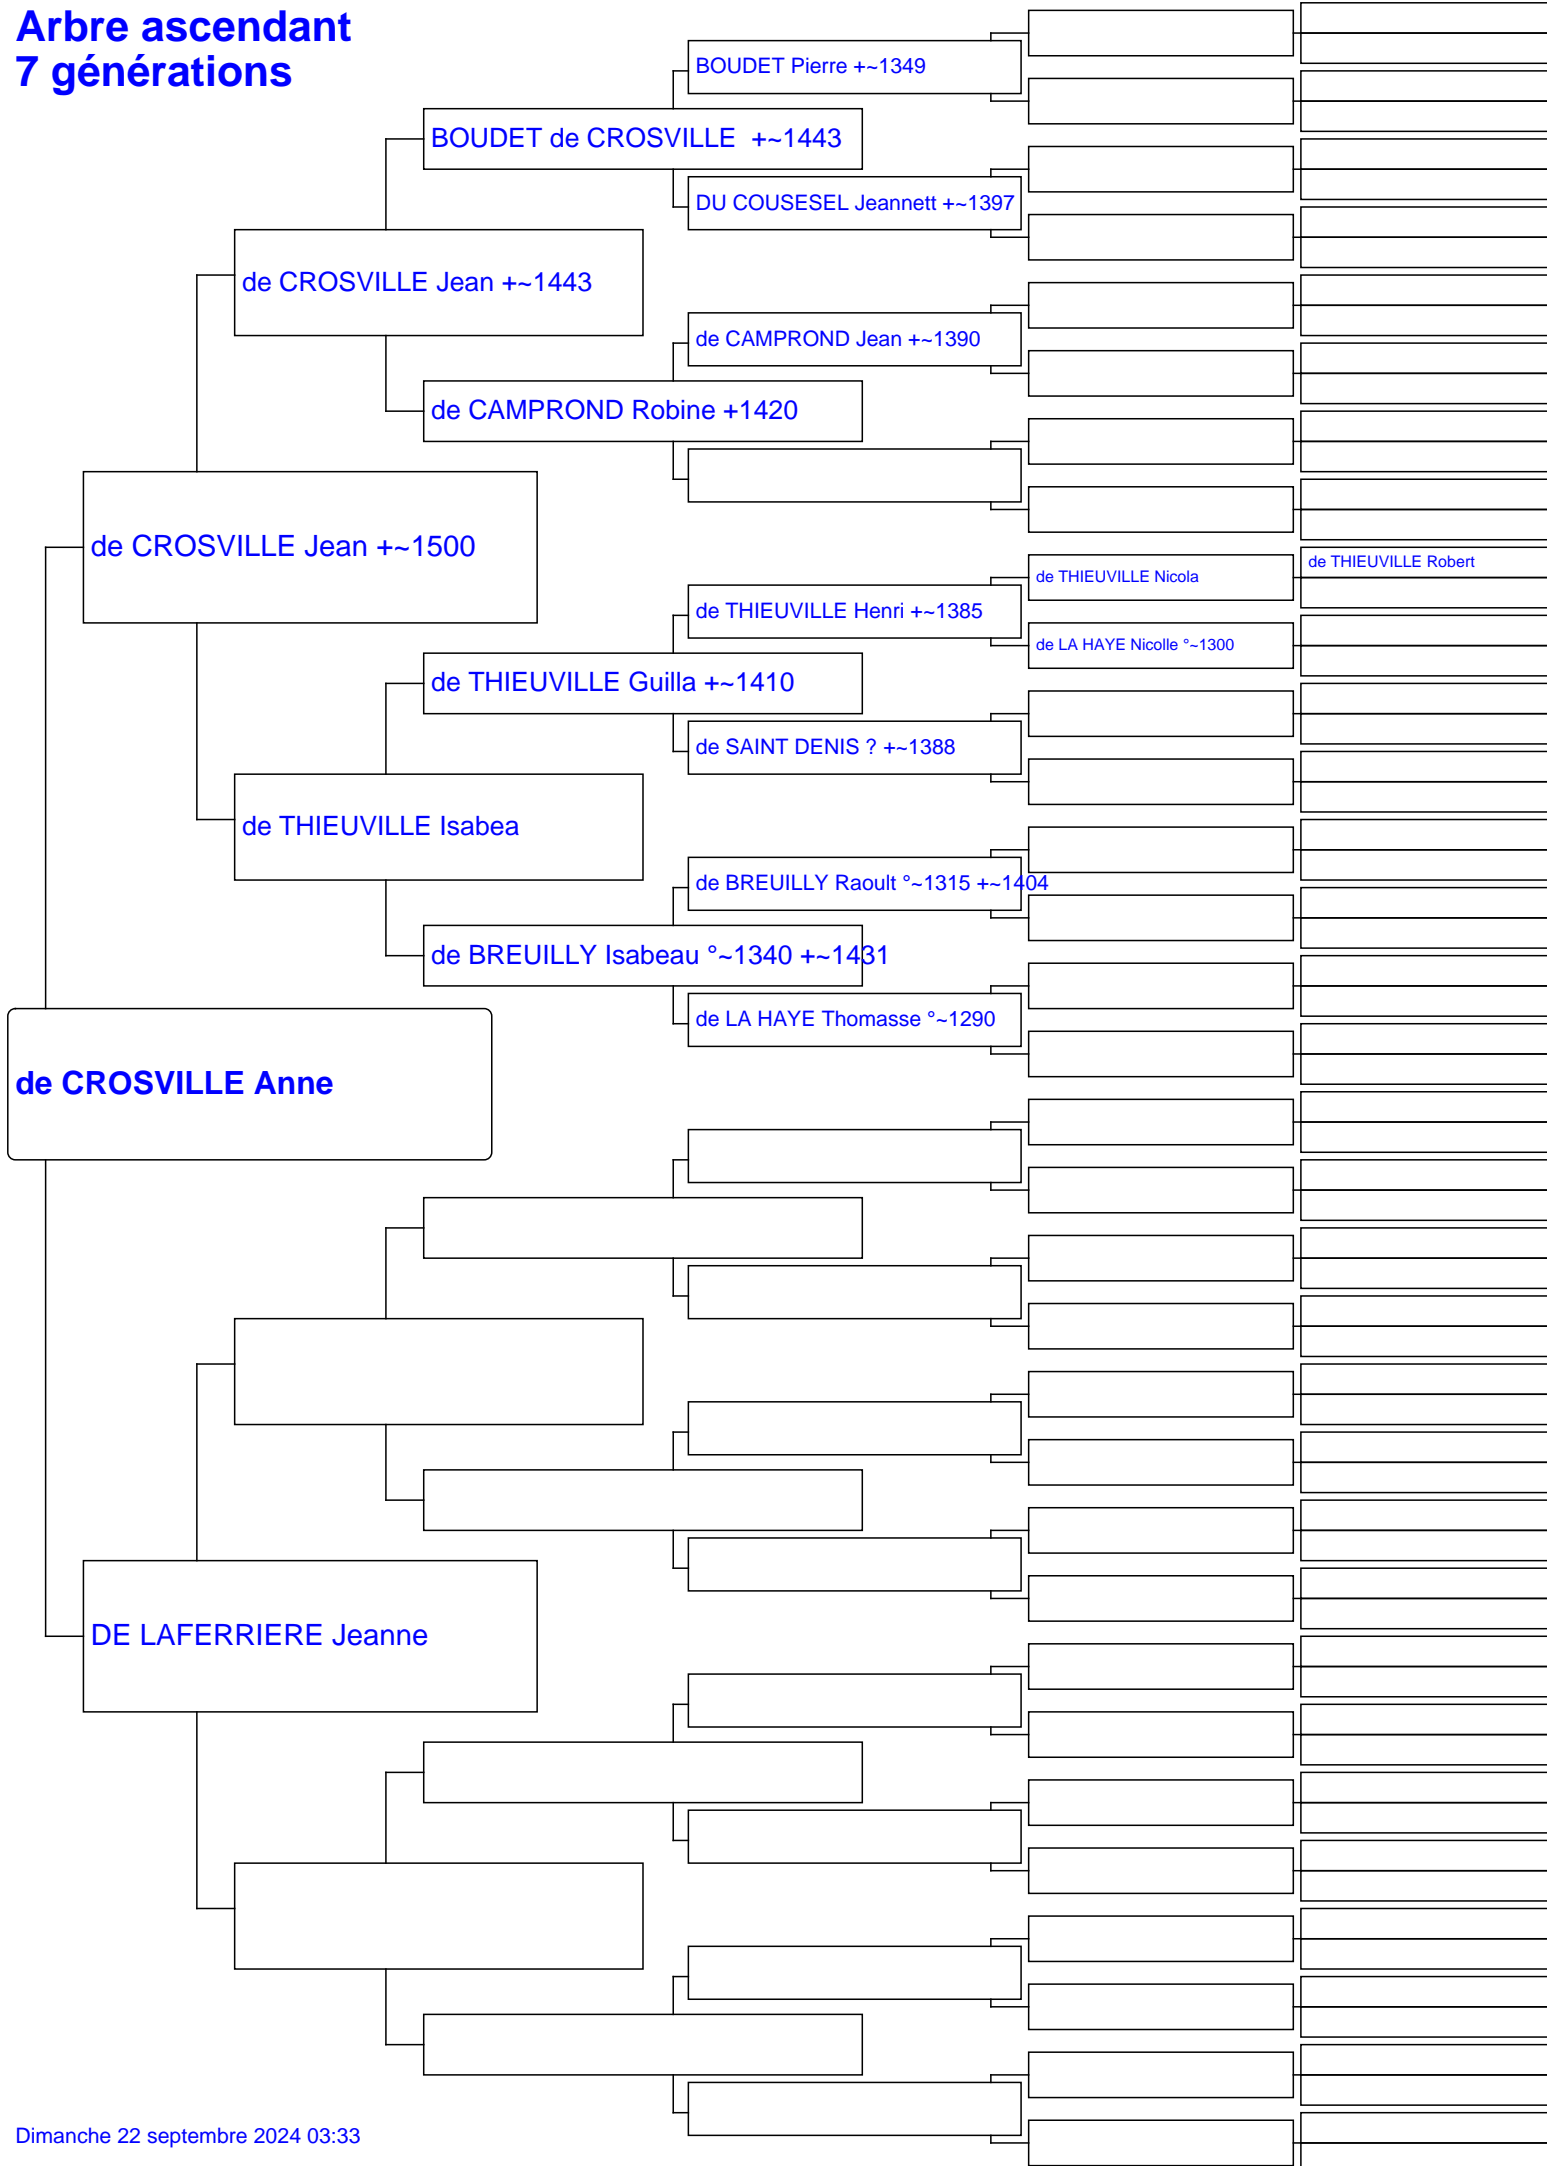 Arbre ascendant
7 générations
BOUDET Pierre +~1349
BOUDET de CROSVILLE  +~1443
DU COUSESEL Jeannett +~1397
de CROSVILLE Jean +~1443
de CAMPROND Jean +~1390
de CAMPROND Robine +1420
de CROSVILLE Jean +~1500
de THIEUVILLE Robert
de THIEUVILLE Nicola
de THIEUVILLE Henri +~1385
de LA HAYE Nicolle °~1300
de THIEUVILLE Guilla +~1410
de SAINT DENIS ? +~1388
de THIEUVILLE Isabea
de BREUILLY Raoult °~1315 +~1404
de BREUILLY Isabeau °~1340 +~1431
de LA HAYE Thomasse °~1290
de CROSVILLE Anne
DE LAFERRIERE Jeanne
Dimanche 22 septembre 2024 03:33